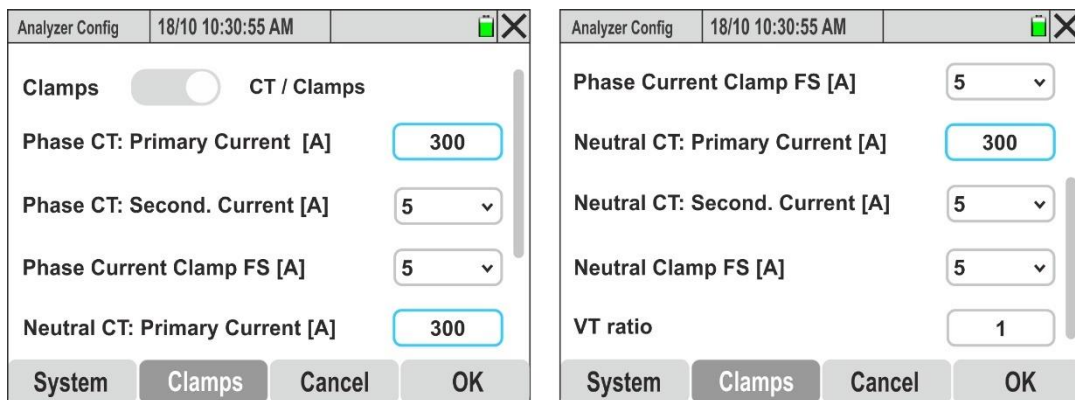 Analyzer Config 18/10 10:30:55 AM
Clamps CT / Clamps
Phase CT: Primary Current [A] 300
Phase CT: Second. Current [A] 5
Phase Current Clamp FS [A] 5
Neutral CT: Primary Current [A] 300
System Clamps Cancel OK
Analyzer Config 18/10 10:30:55 AM
Phase Current Clamp FS [A] 5
Neutral CT: Primary Current [A] 300
Neutral CT: Second. Current [A] 5
Neutral Clamp FS [A] 5
VT ratio 1
System Clamps Cancel OK